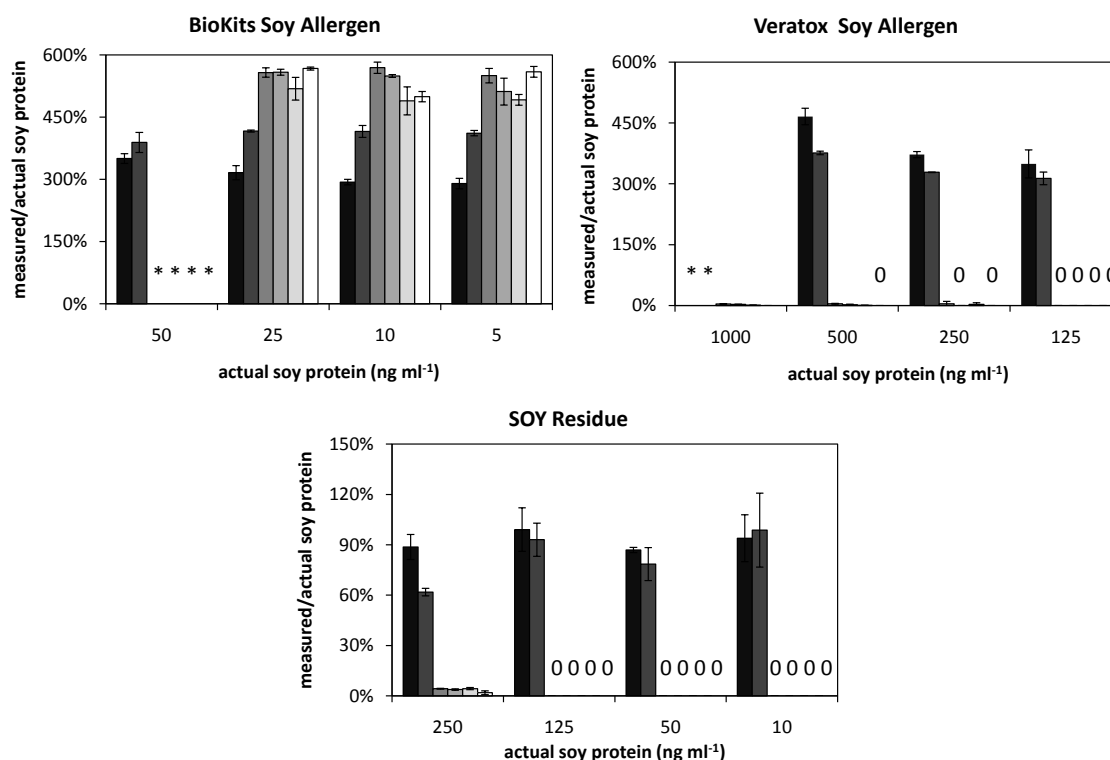 BioKits Soy Allergen
600%
450%
300%
150%
0%
measured/actual soy protein
* * * *
50 25 10 5
actual soy protein (ng ml⁻¹)
Veratox Soy Allergen
600%
450%
300%
150%
0%
measured/actual soy protein
* *
0 0 0 0 0 0 0
1000 500 250 125
actual soy protein (ng ml⁻¹)
SOY Residue
150%
120%
90%
60%
30%
0%
measured/actual soy protein
0 0 0 0 0 0 0 0 0 0 0 0
250 125 50 10
actual soy protein (ng ml⁻¹)